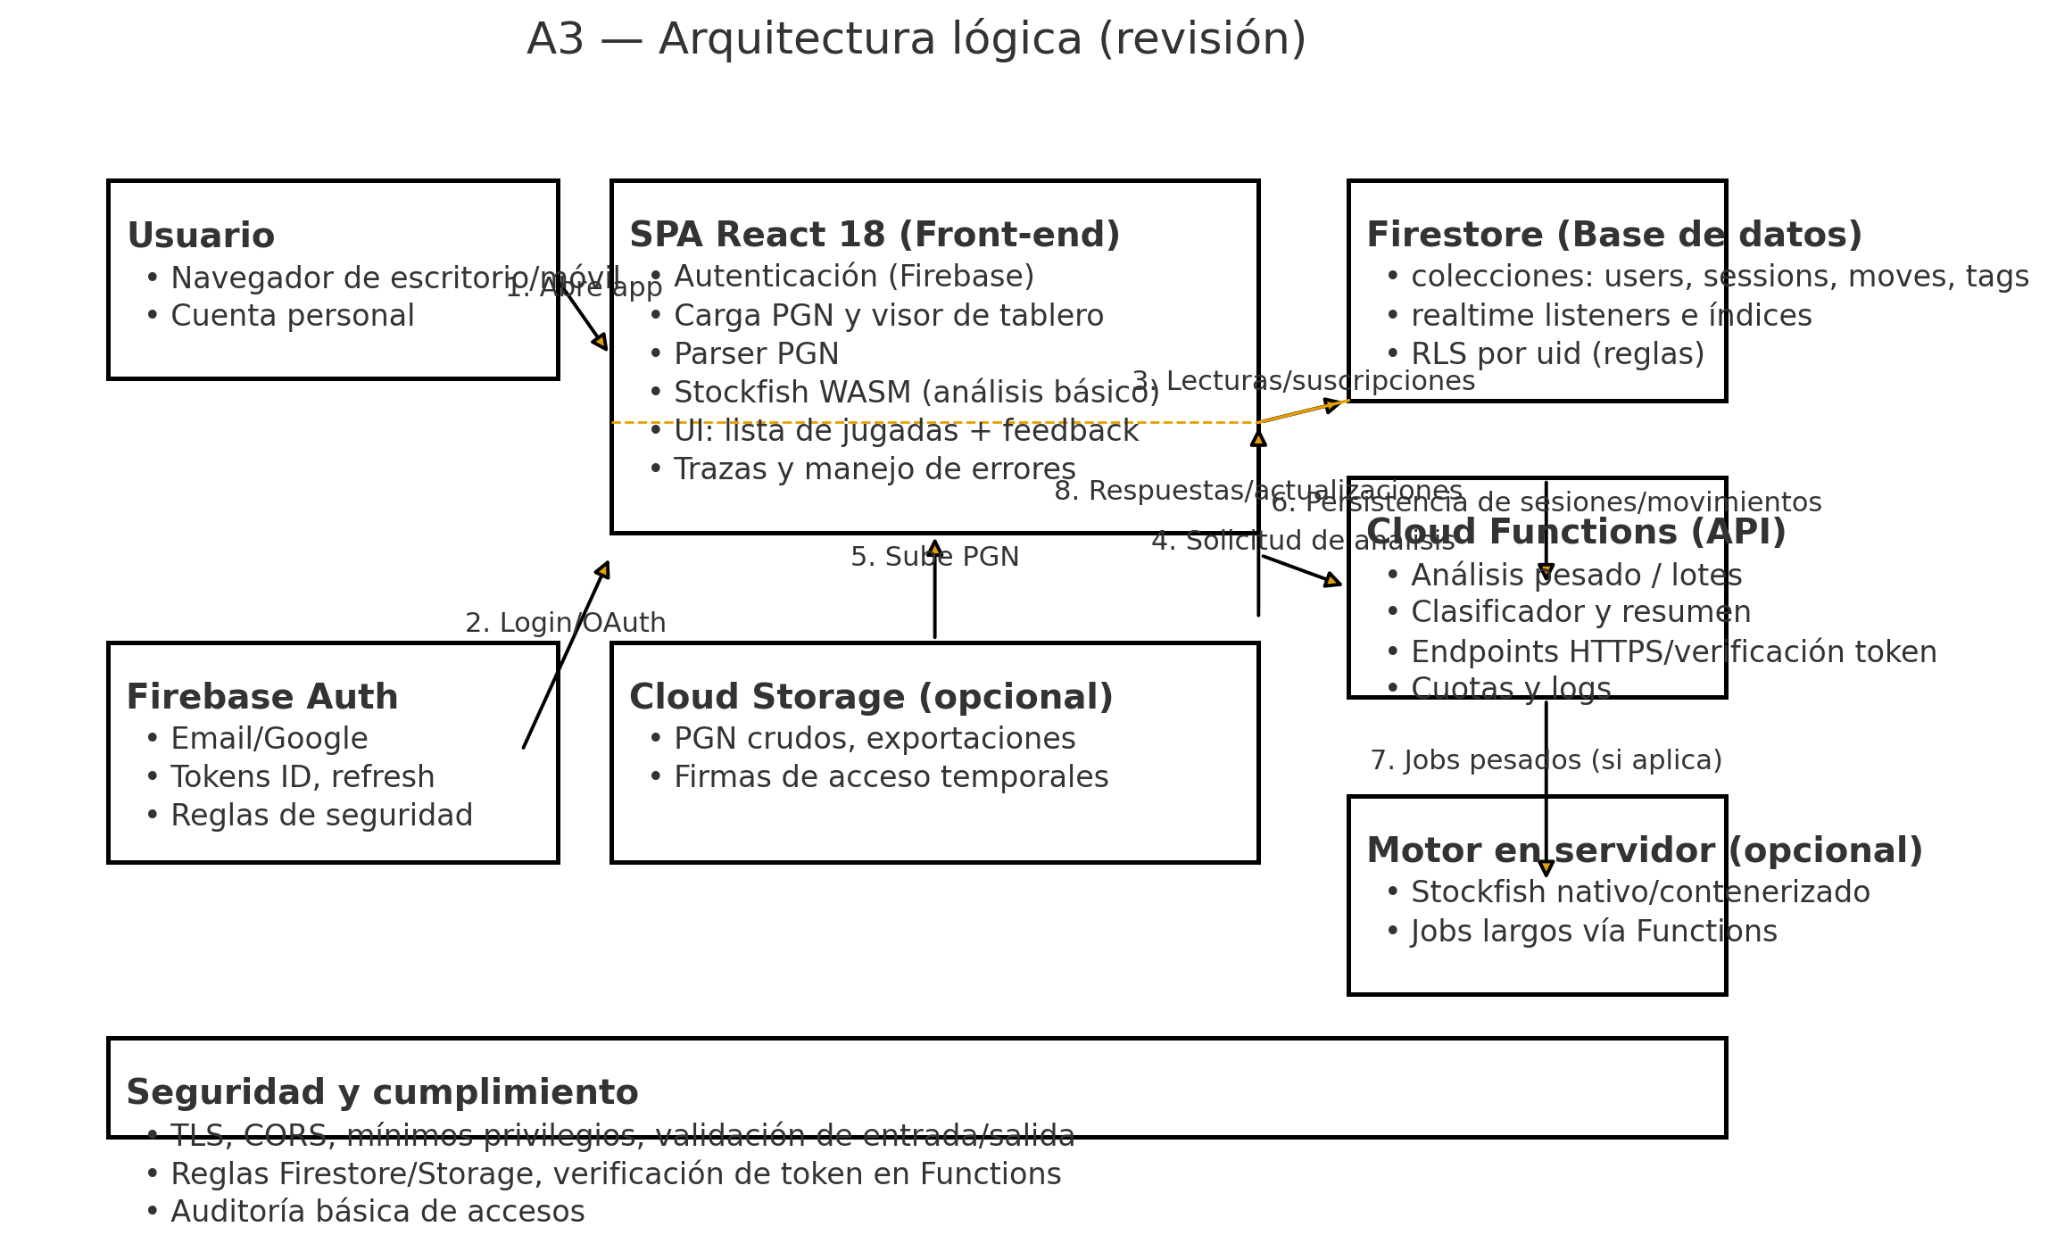 A3 — Arquitectura lógica (revisión)
Usuario
• Navegador de escritorio/móvil
• Cuenta personal
1. Abre app
SPA React 18 (Front-end)
• Autenticación (Firebase)
• Carga PGN y visor de tablero
• Parser PGN
• Stockfish WASM (análisis básico)
• UI: lista de jugadas + feedback
• Trazas y manejo de errores
Firestore (Base de datos)
• colecciones: users, sessions, moves, tags
• realtime listeners e índices
• RLS por uid (reglas)
3. Lecturas/suscripciones
8. Respuestas/actualizaciones
6. Persistencia de sesiones/movimientos
4. Solicitud de análisis
Cloud Functions (API)
• Análisis pesado / lotes
• Clasificador y resumen
• Endpoints HTTPS/verificación token
• Cuotas y logs
5. Sube PGN
2. Login/OAuth
Firebase Auth
• Email/Google
• Tokens ID, refresh
• Reglas de seguridad
Cloud Storage (opcional)
• PGN crudos, exportaciones
• Firmas de acceso temporales
7. Jobs pesados (si aplica)
Motor en servidor (opcional)
• Stockfish nativo/contenerizado
• Jobs largos vía Functions
Seguridad y cumplimiento
• TLS, CORS, mínimos privilegios, validación de entrada/salida
• Reglas Firestore/Storage, verificación de token en Functions
• Auditoría básica de accesos